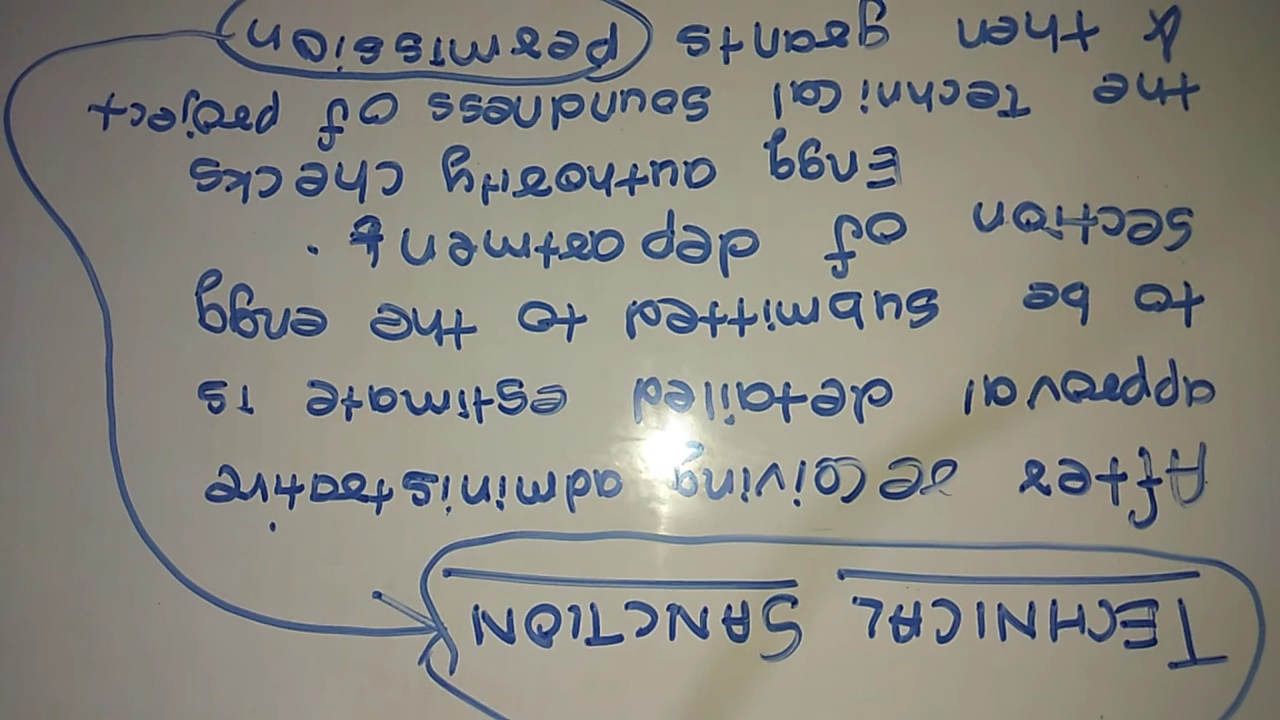 TECHNICAL SANCTION
After recaiving administrative
approval detailed estimate is
to be submitted to the engg
section of department.
Engg authority checks
the Technical soundness of project
& then grants permission